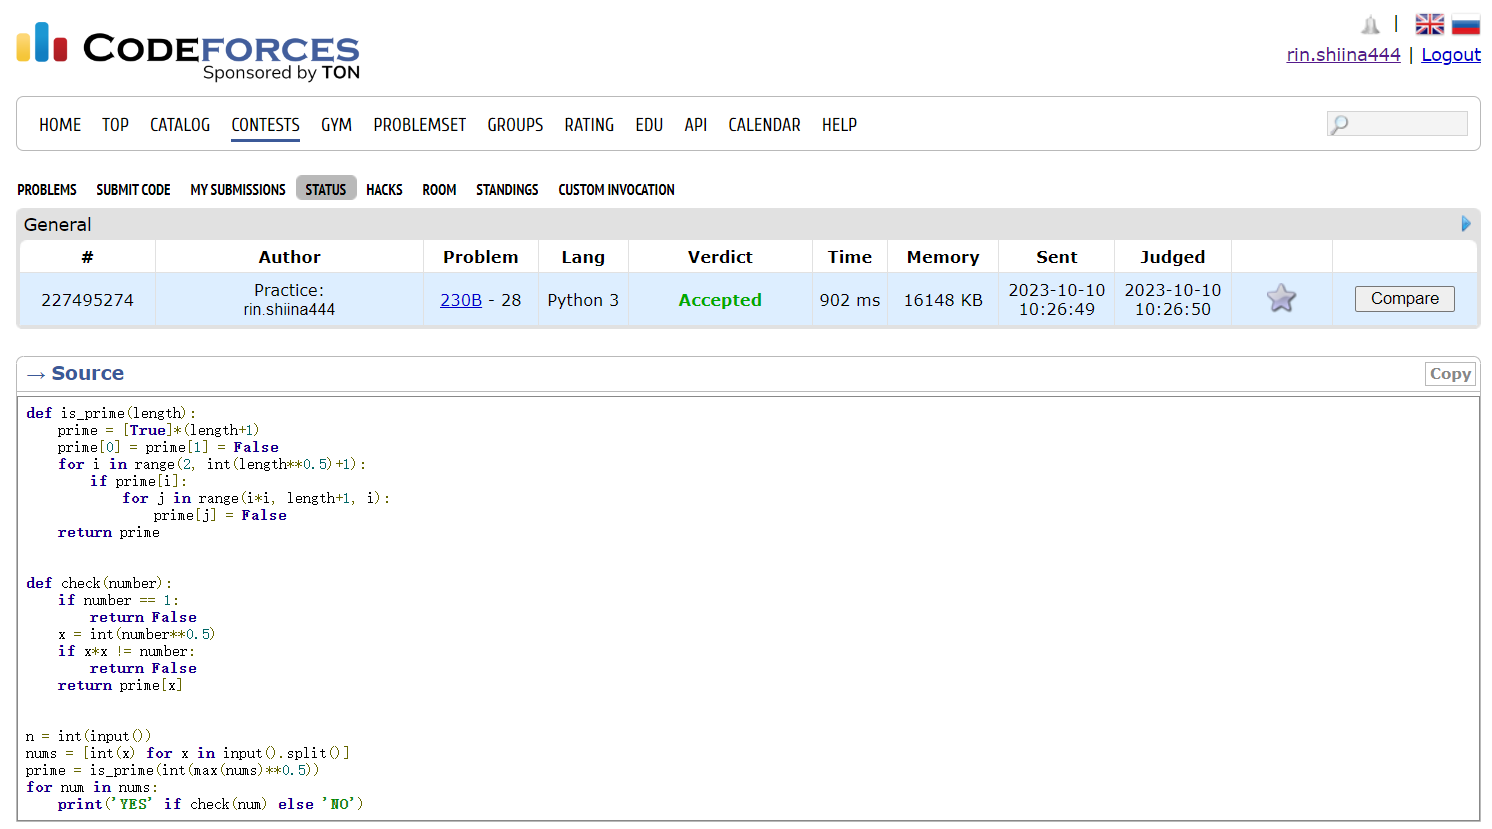 CODEFORCES
Sponsored by TON
|
rin.shiina444 | Logout
HOME TOP CATALOG CONTESTS GYM PROBLEMSET GROUPS RATING EDU API CALENDAR HELP
PROBLEMS SUBMIT CODE MY SUBMISSIONS STATUS HACKS ROOM STANDINGS CUSTOM INVOCATION
General
# Author Problem Lang Verdict Time Memory Sent Judged
227495274 Practice: rin.shiina444 230B - 28 Python 3 Accepted 902 ms 16148 KB 2023-10-10 10:26:49 2023-10-10 10:26:50 Compare
→ Source Copy
def is_prime(length):
    prime = [True]*(length+1)
    prime[0] = prime[1] = False
    for i in range(2, int(length**0.5)+1):
        if prime[i]:
            for j in range(i*i, length+1, i):
                prime[j] = False
    return prime
def check(number):
    if number == 1:
        return False
    x = int(number**0.5)
    if x*x != number:
        return False
    return prime[x]
n = int(input())
nums = [int(x) for x in input().split()]
prime = is_prime(int(max(nums)**0.5))
for num in nums:
    print('YES' if check(num) else 'NO')